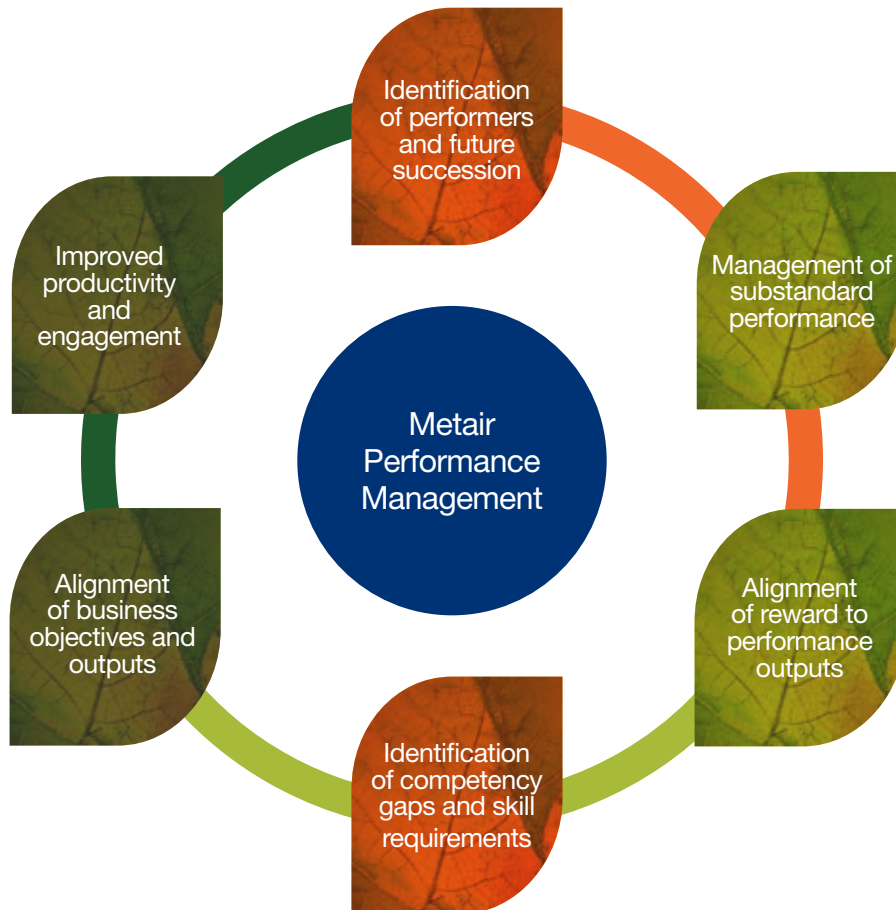 Identification
of performers
and future
succession
Management of
substandard
performance
Alignment
of reward to
performance
outputs
Identification
of competency
gaps and skill
requirements
Alignment
of business
objectives and
outputs
Improved
productivity
and
engagement
Metair
Performance
Management